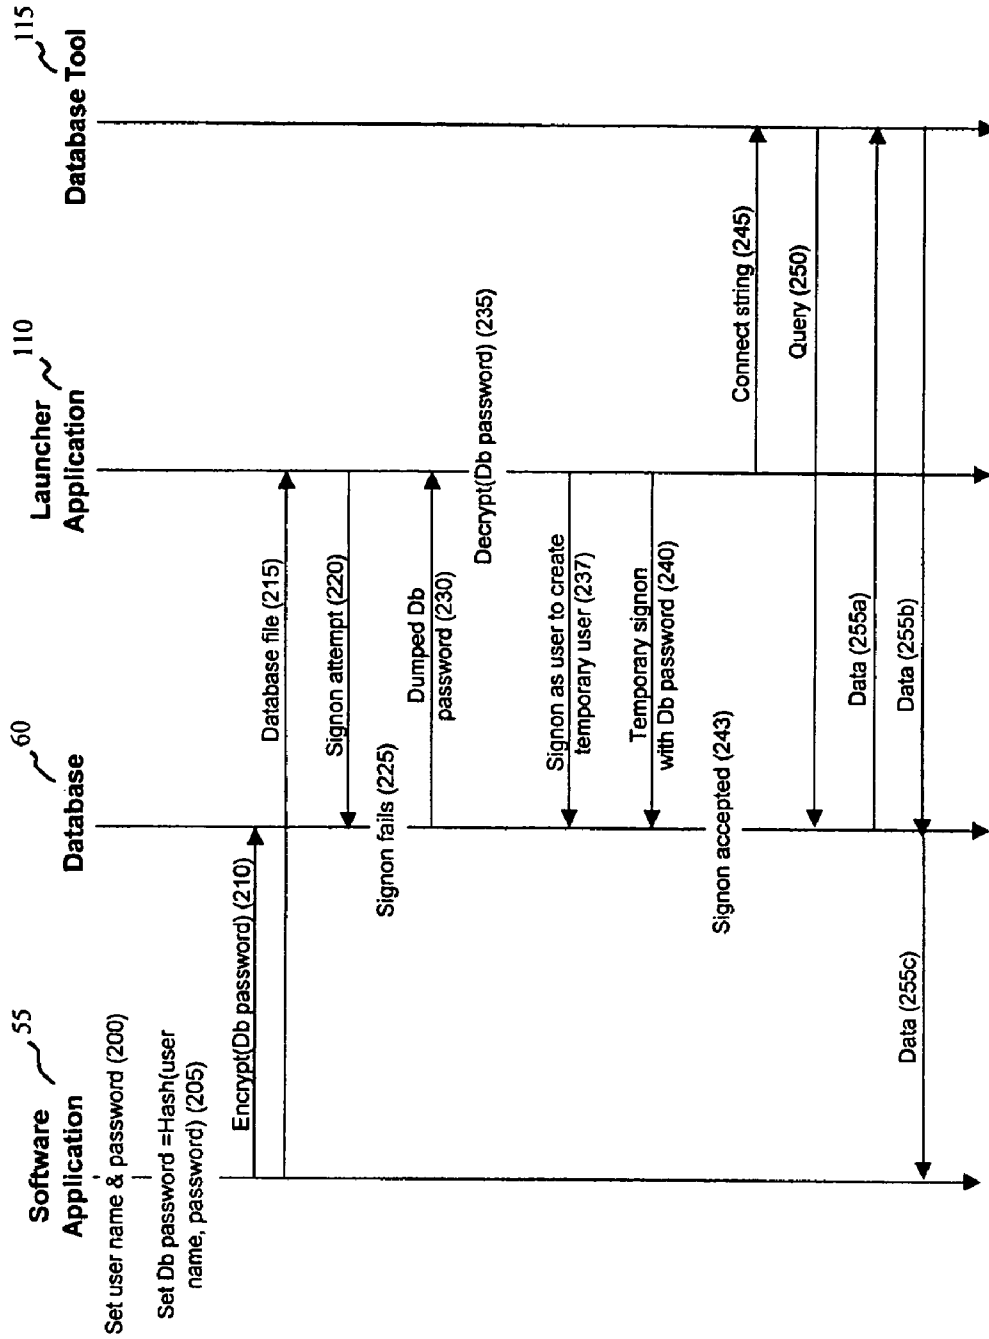 Software
Application
55
Database
60
Launcher
Application
110
Database Tool
115
Set user name & password (200)
Set Db password =Hash(user
name, password) (205)
Encrypt(Db password) (210)
Database file (215)
Signon attempt (220)
Signon fails (225)
Dumped Db
password (230)
Decrypt(Db password) (235)
Signon as user to create
temporary user (237)
Temporary signon
with Db password (240)
Signon accepted (243)
Connect string (245)
Query (250)
Data (255a)
Data (255b)
Data (255c)